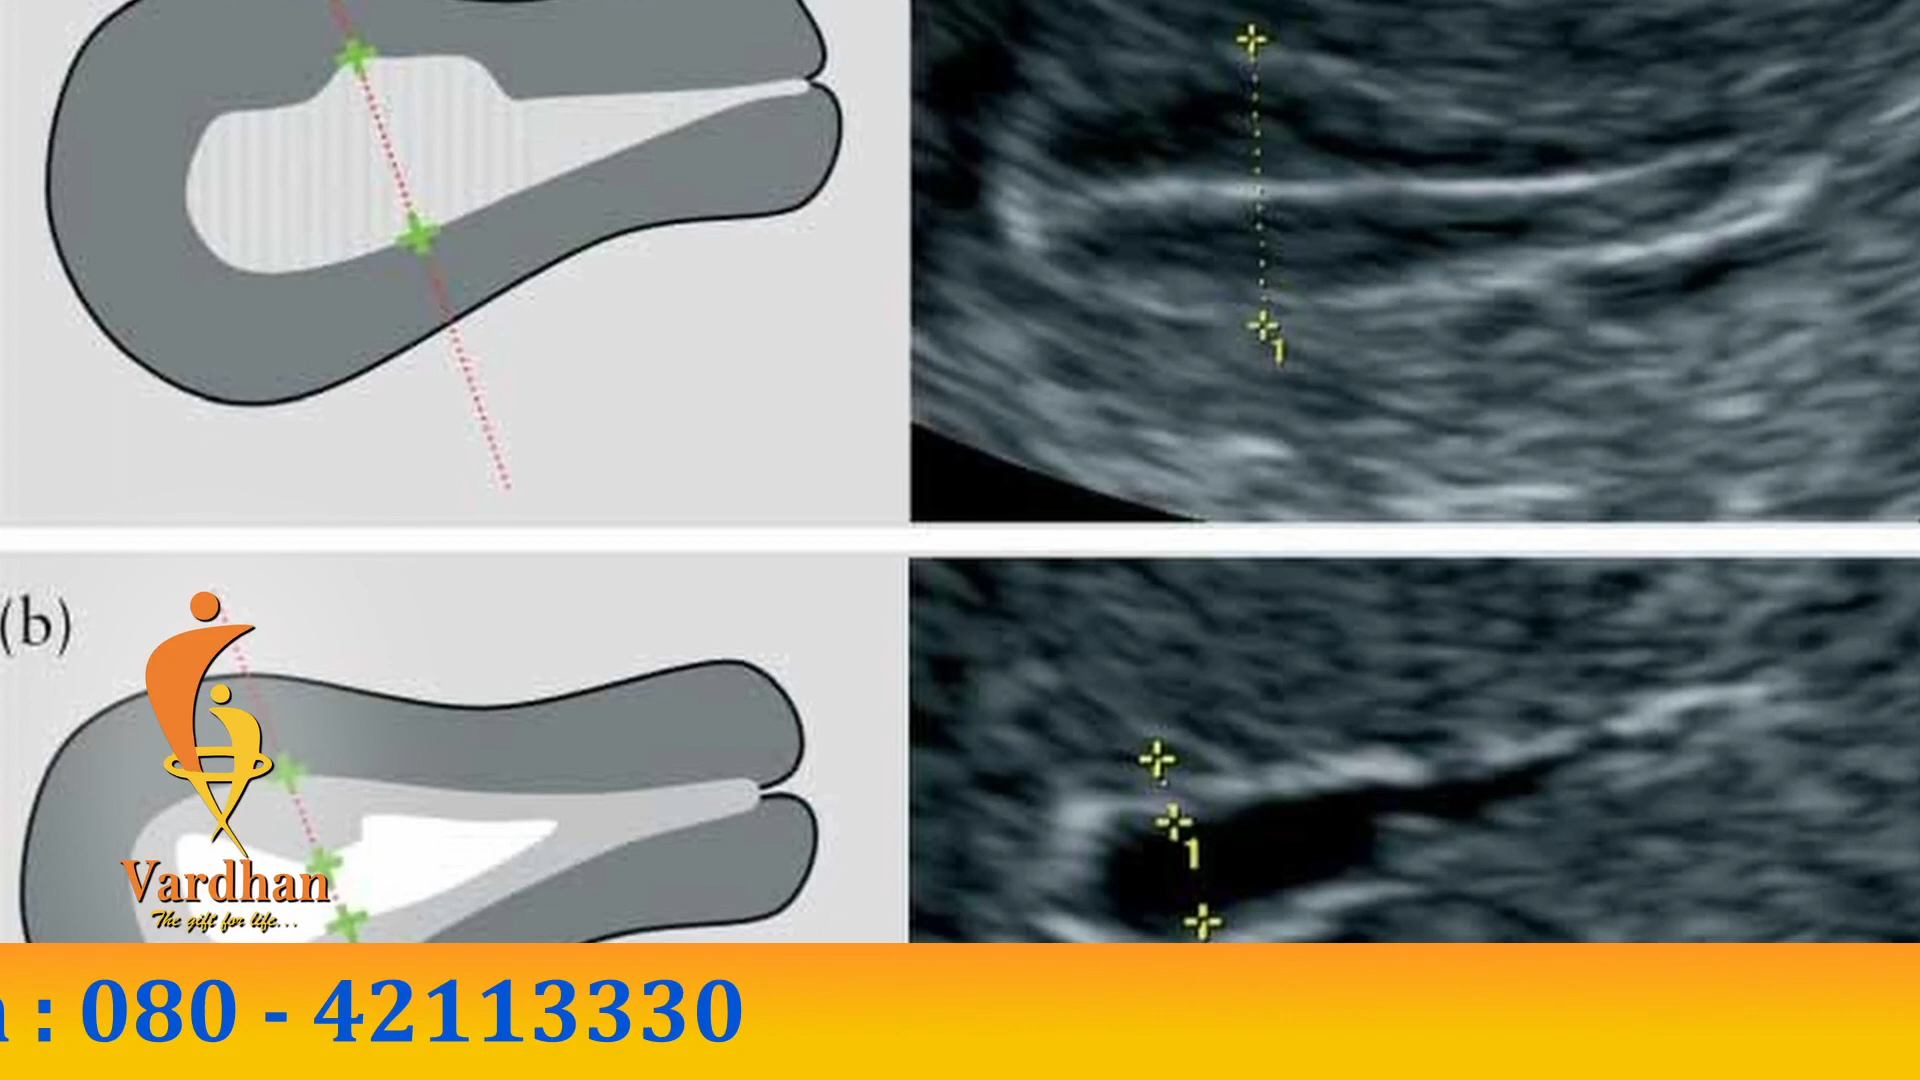 1
(b)
1
Vardhan
The gift for life...
: 080 - 42113330